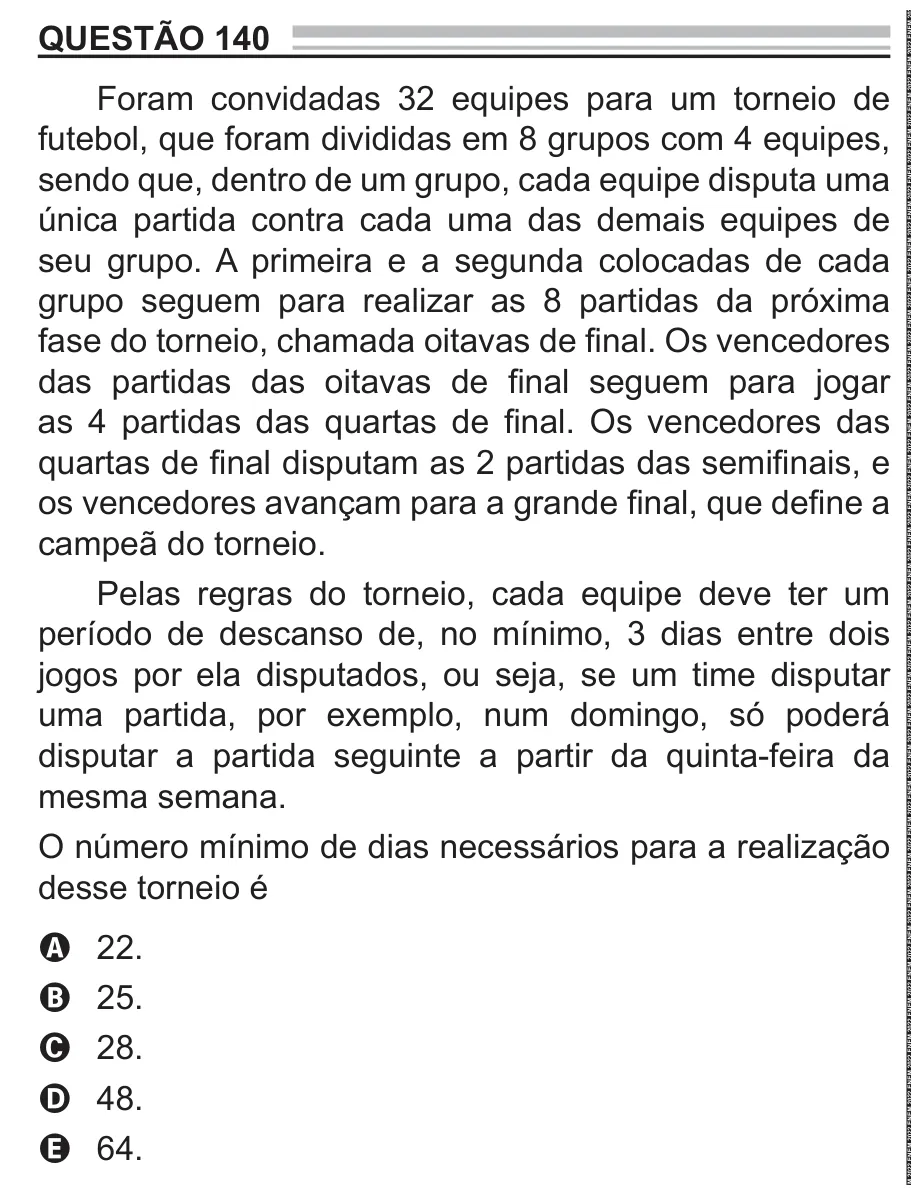 QUESTÃO 140
Foram convidadas 32 equipes para um torneio de
futebol, que foram divididas em 8 grupos com 4 equipes,
sendo que, dentro de um grupo, cada equipe disputa uma
única partida contra cada uma das demais equipes de
seu grupo. A primeira e a segunda colocadas de cada
grupo seguem para realizar as 8 partidas da próxima
fase do torneio, chamada oitavas de final. Os vencedores
das partidas das oitavas de final seguem para jogar
as 4 partidas das quartas de final. Os vencedores das
quartas de final disputam as 2 partidas das semifinais, e
os vencedores avançam para a grande final, que define a
campeã do torneio.
Pelas regras do torneio, cada equipe deve ter um
período de descanso de, no mínimo, 3 dias entre dois
jogos por ela disputados, ou seja, se um time disputar
uma partida, por exemplo, num domingo, só poderá
disputar a partida seguinte a partir da quinta-feira da
mesma semana.
O número mínimo de dias necessários para a realização
desse torneio é
A 22.
B 25.
C 28.
D 48.
E 64.